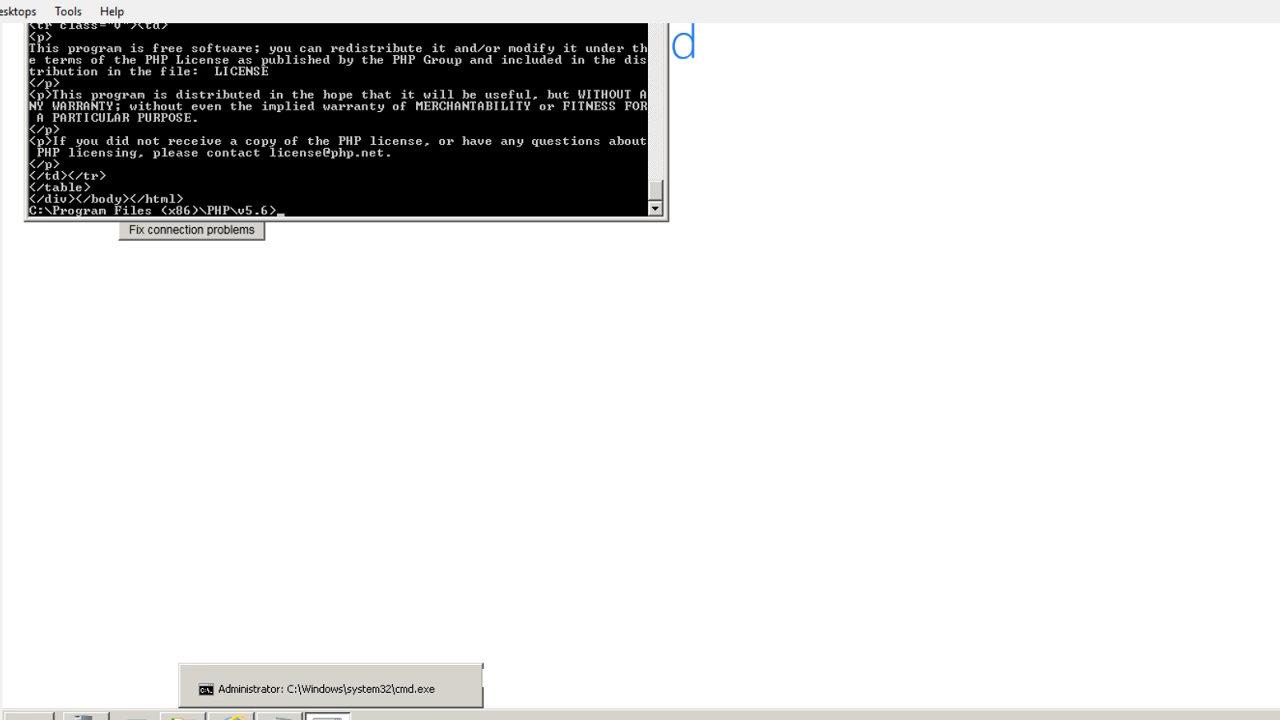 esktops Tools Help
<tr class="v"><td>
<p>
This program is free software; you can redistribute it and/or modify it under th
e terms of the PHP License as published by the PHP Group and included in the dis
tribution in the file:  LICENSE
</p>
<p>This program is distributed in the hope that it will be useful, but WITHOUT A
NY WARRANTY; without even the implied warranty of MERCHANTABILITY or FITNESS FOR
 A PARTICULAR PURPOSE.
</p>
<p>If you did not receive a copy of the PHP license, or have any questions about
 PHP licensing, please contact license@php.net.
</p>
</td></tr>
</table>
</div></body></html>
C:\Program Files (x86)\PHP\v5.6>_
d
Fix connection problems
Administrator: C:\Windows\system32\cmd.exe